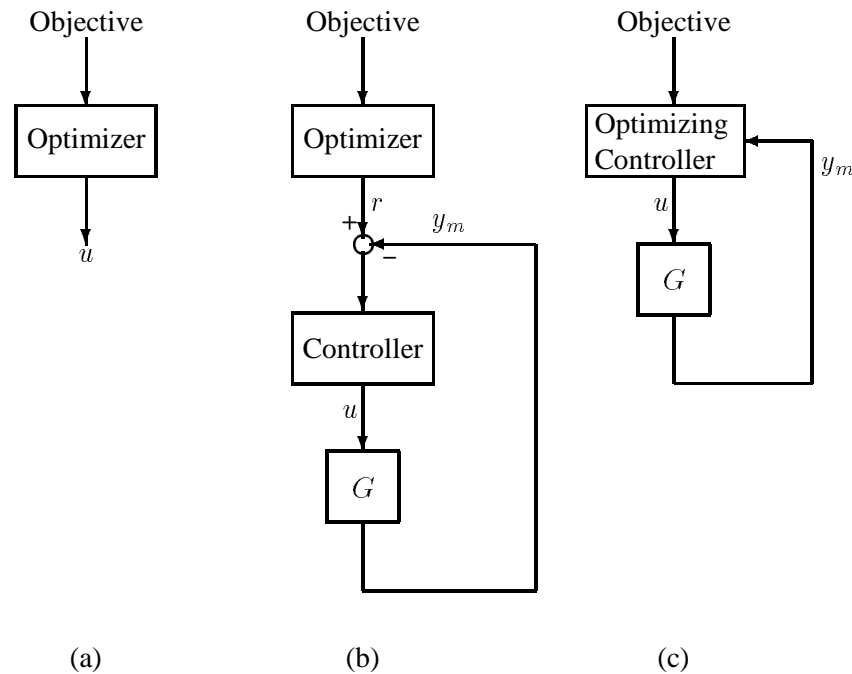 Objective
Optimizer
u
(a)
Objective
Optimizer
r
+
y_m
−
Controller
u
G
(b)
Objective
Optimizing
Controller
y_m
u
G
(c)